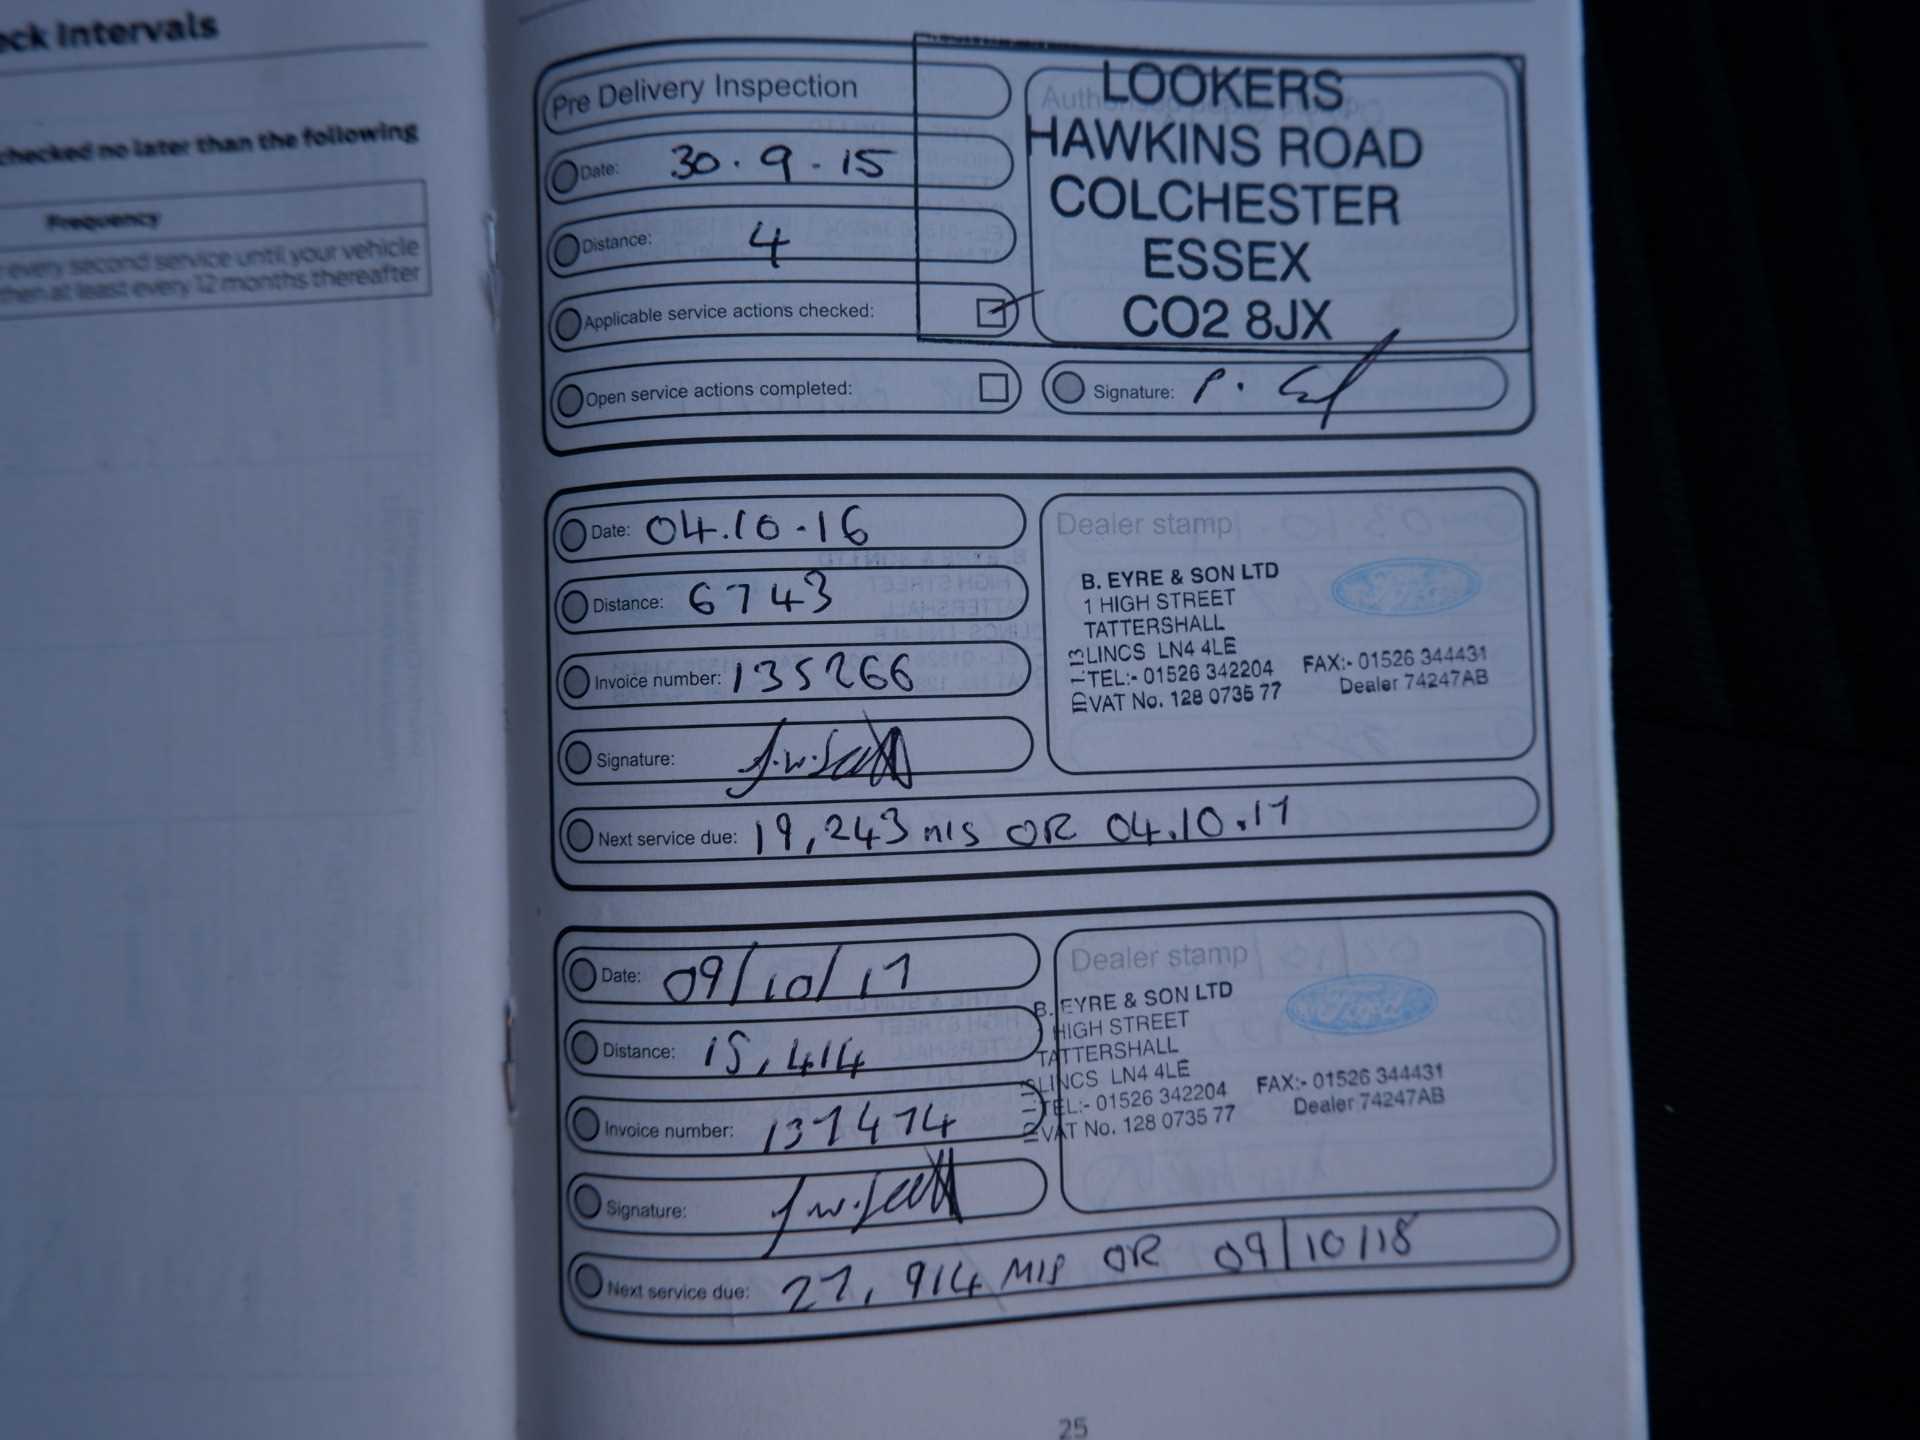 eck Intervals
checked no later than the following
Frequency
every second service until your vehicle
then at least every 12 months thereafter
Pre Delivery Inspection
Date: 30.9.15
Distance: 4
Applicable service actions checked:
Open service actions completed:
LOOKERS
HAWKINS ROAD
COLCHESTER
ESSEX
CO2 8JX
Signature: P.
Date: 04.10.16
Distance: 6743
Invoice number: 135266
Signature:
Next service due: 19,243 mls OR 04.10.17
Dealer stamp
Ford
B. EYRE & SON LTD
1 HIGH STREET
TATTERSHALL
LINCS LN4 4LE
TEL:- 01526 342204 FAX:- 01526 344431
VAT No. 128 0735 77 Dealer 74247AB
Date: 09/10/17
Distance: 15,414
Invoice number: 137474
Signature:
Next service due: 27,914 MLS OR 09/10/18
Dealer stamp
Ford
B. EYRE & SON LTD
HIGH STREET
TATTERSHALL
LINCS LN4 4LE
TEL:- 01526 342204 FAX:- 01526 344431
VAT No. 128 0735 77 Dealer 74247AB
25